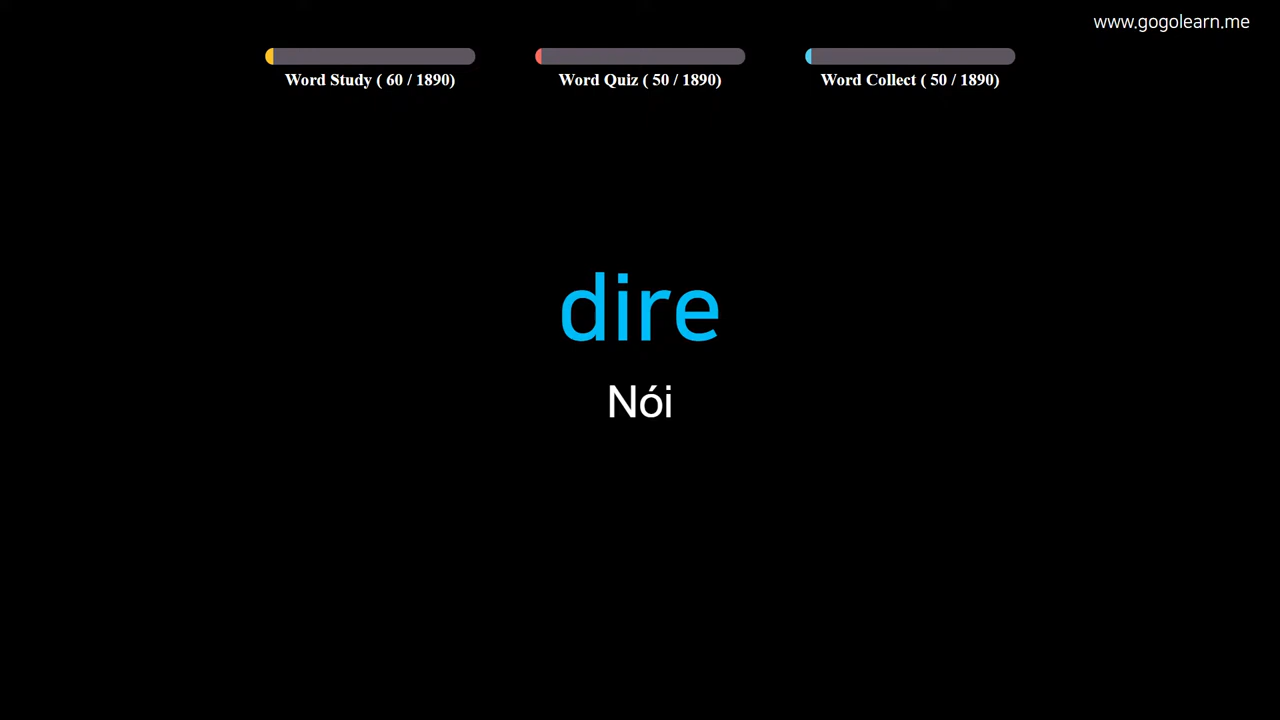 www.gogolearn.me
Word Study ( 60 / 1890)
Word Quiz ( 50 / 1890)
Word Collect ( 50 / 1890)
dire
Nói